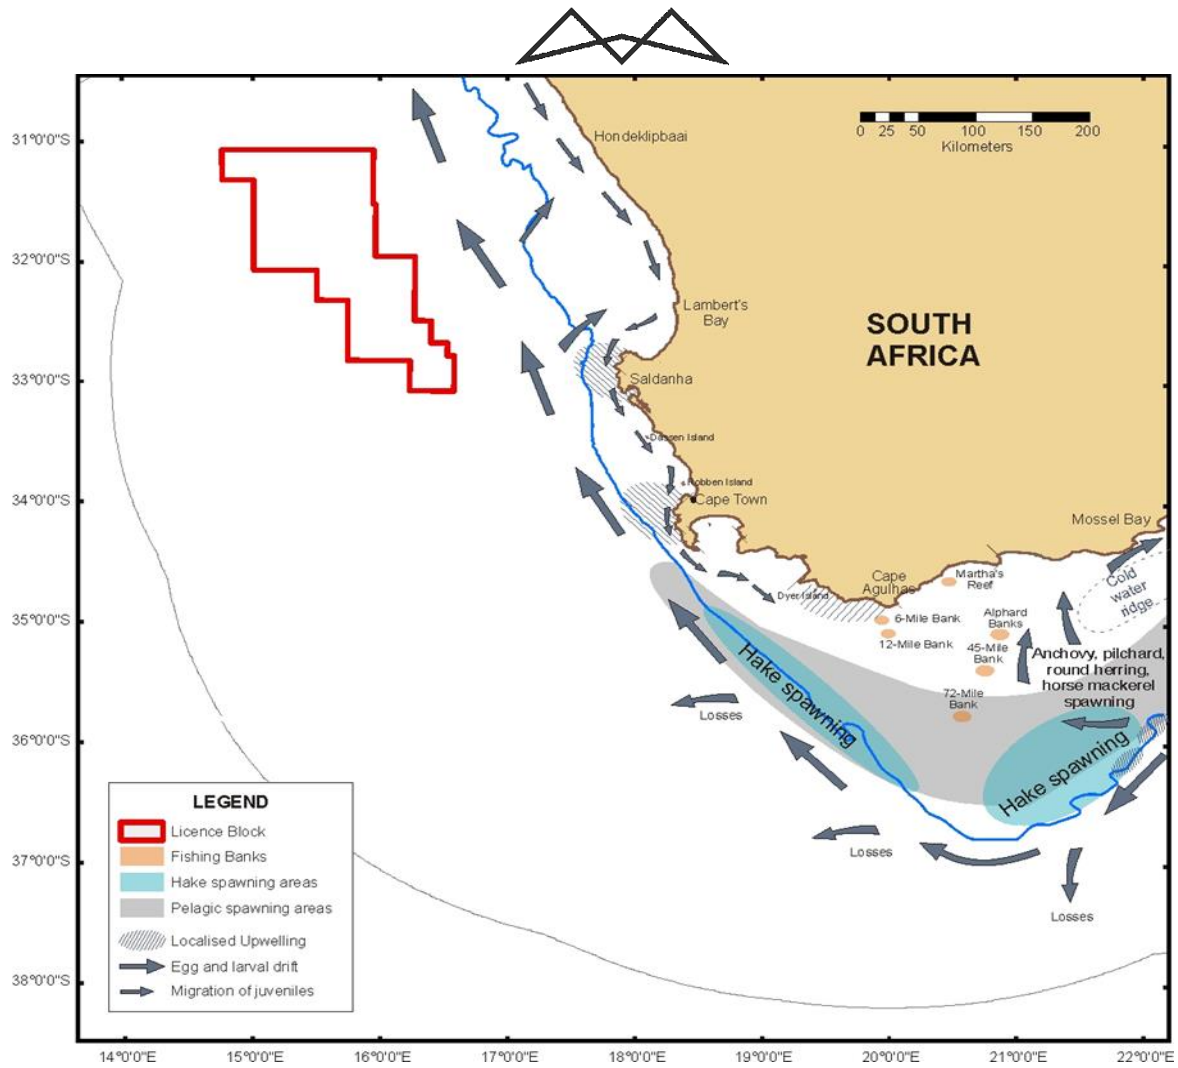 Hondeklipbaai
0 25 50 100 150 200
Kilometers
31°0'0"S
32°0'0"S
33°0'0"S
34°0'0"S
35°0'0"S
36°0'0"S
37°0'0"S
38°0'0"S
Lambert's
Bay
SOUTH
AFRICA
Saldanha
Dassen Island
Robben Island
Cape Town
Mossel Bay
Cape
Agulhas
Martha's
Reef
Cold
water
ridge
Dyer Island
6-Mile Bank
Alphard
Banks
12-Mile Bank
45-Mile
Bank
Anchovy, pilchard,
round herring,
horse mackerel
spawning
72-Mile
Bank
Hake spawning
Losses
Hake spawning
Losses
Losses
LEGEND
Licence Block
Fishing Banks
Hake spawning areas
Pelagic spawning areas
Localised Upwelling
Egg and larval drift
Migration of juveniles
14°0'0"E 15°0'0"E 16°0'0"E 17°0'0"E 18°0'0"E 19°0'0"E 20°0'0"E 21°0'0"E 22°0'0"E